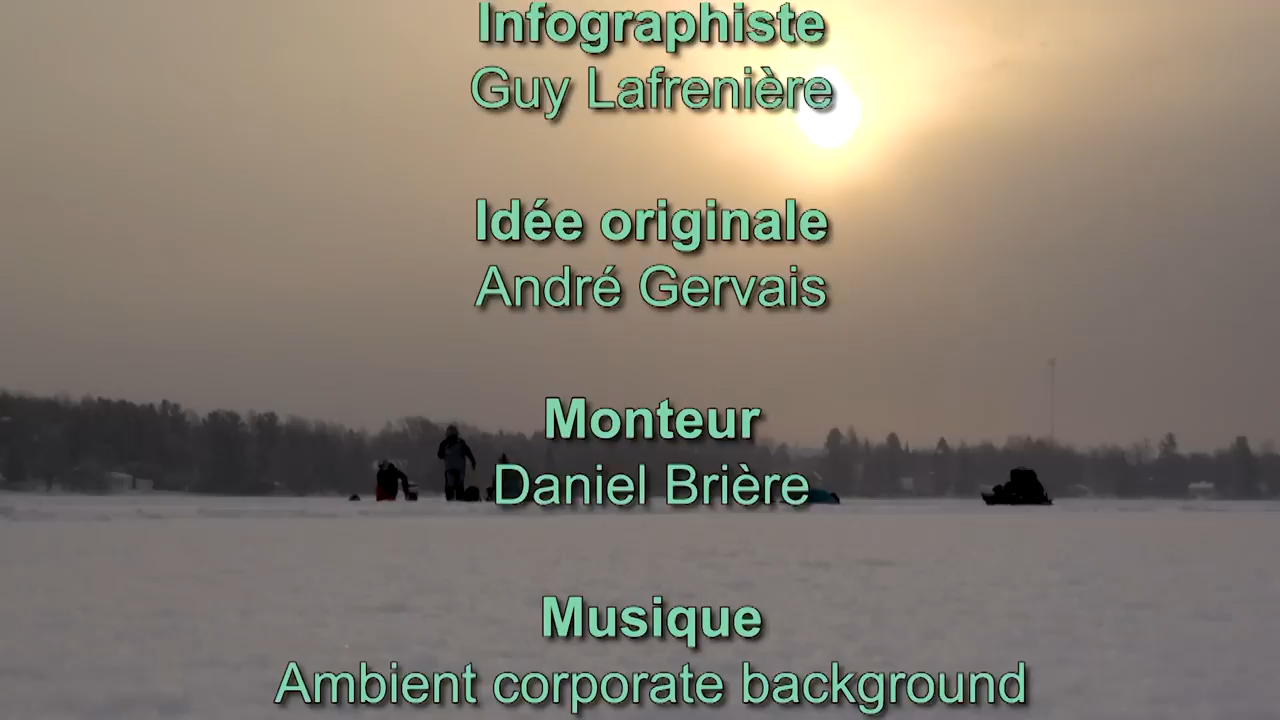 Infographiste
Guy Lafrenière
Idée originale
André Gervais
Monteur
Daniel Brière
Musique
Ambient corporate background